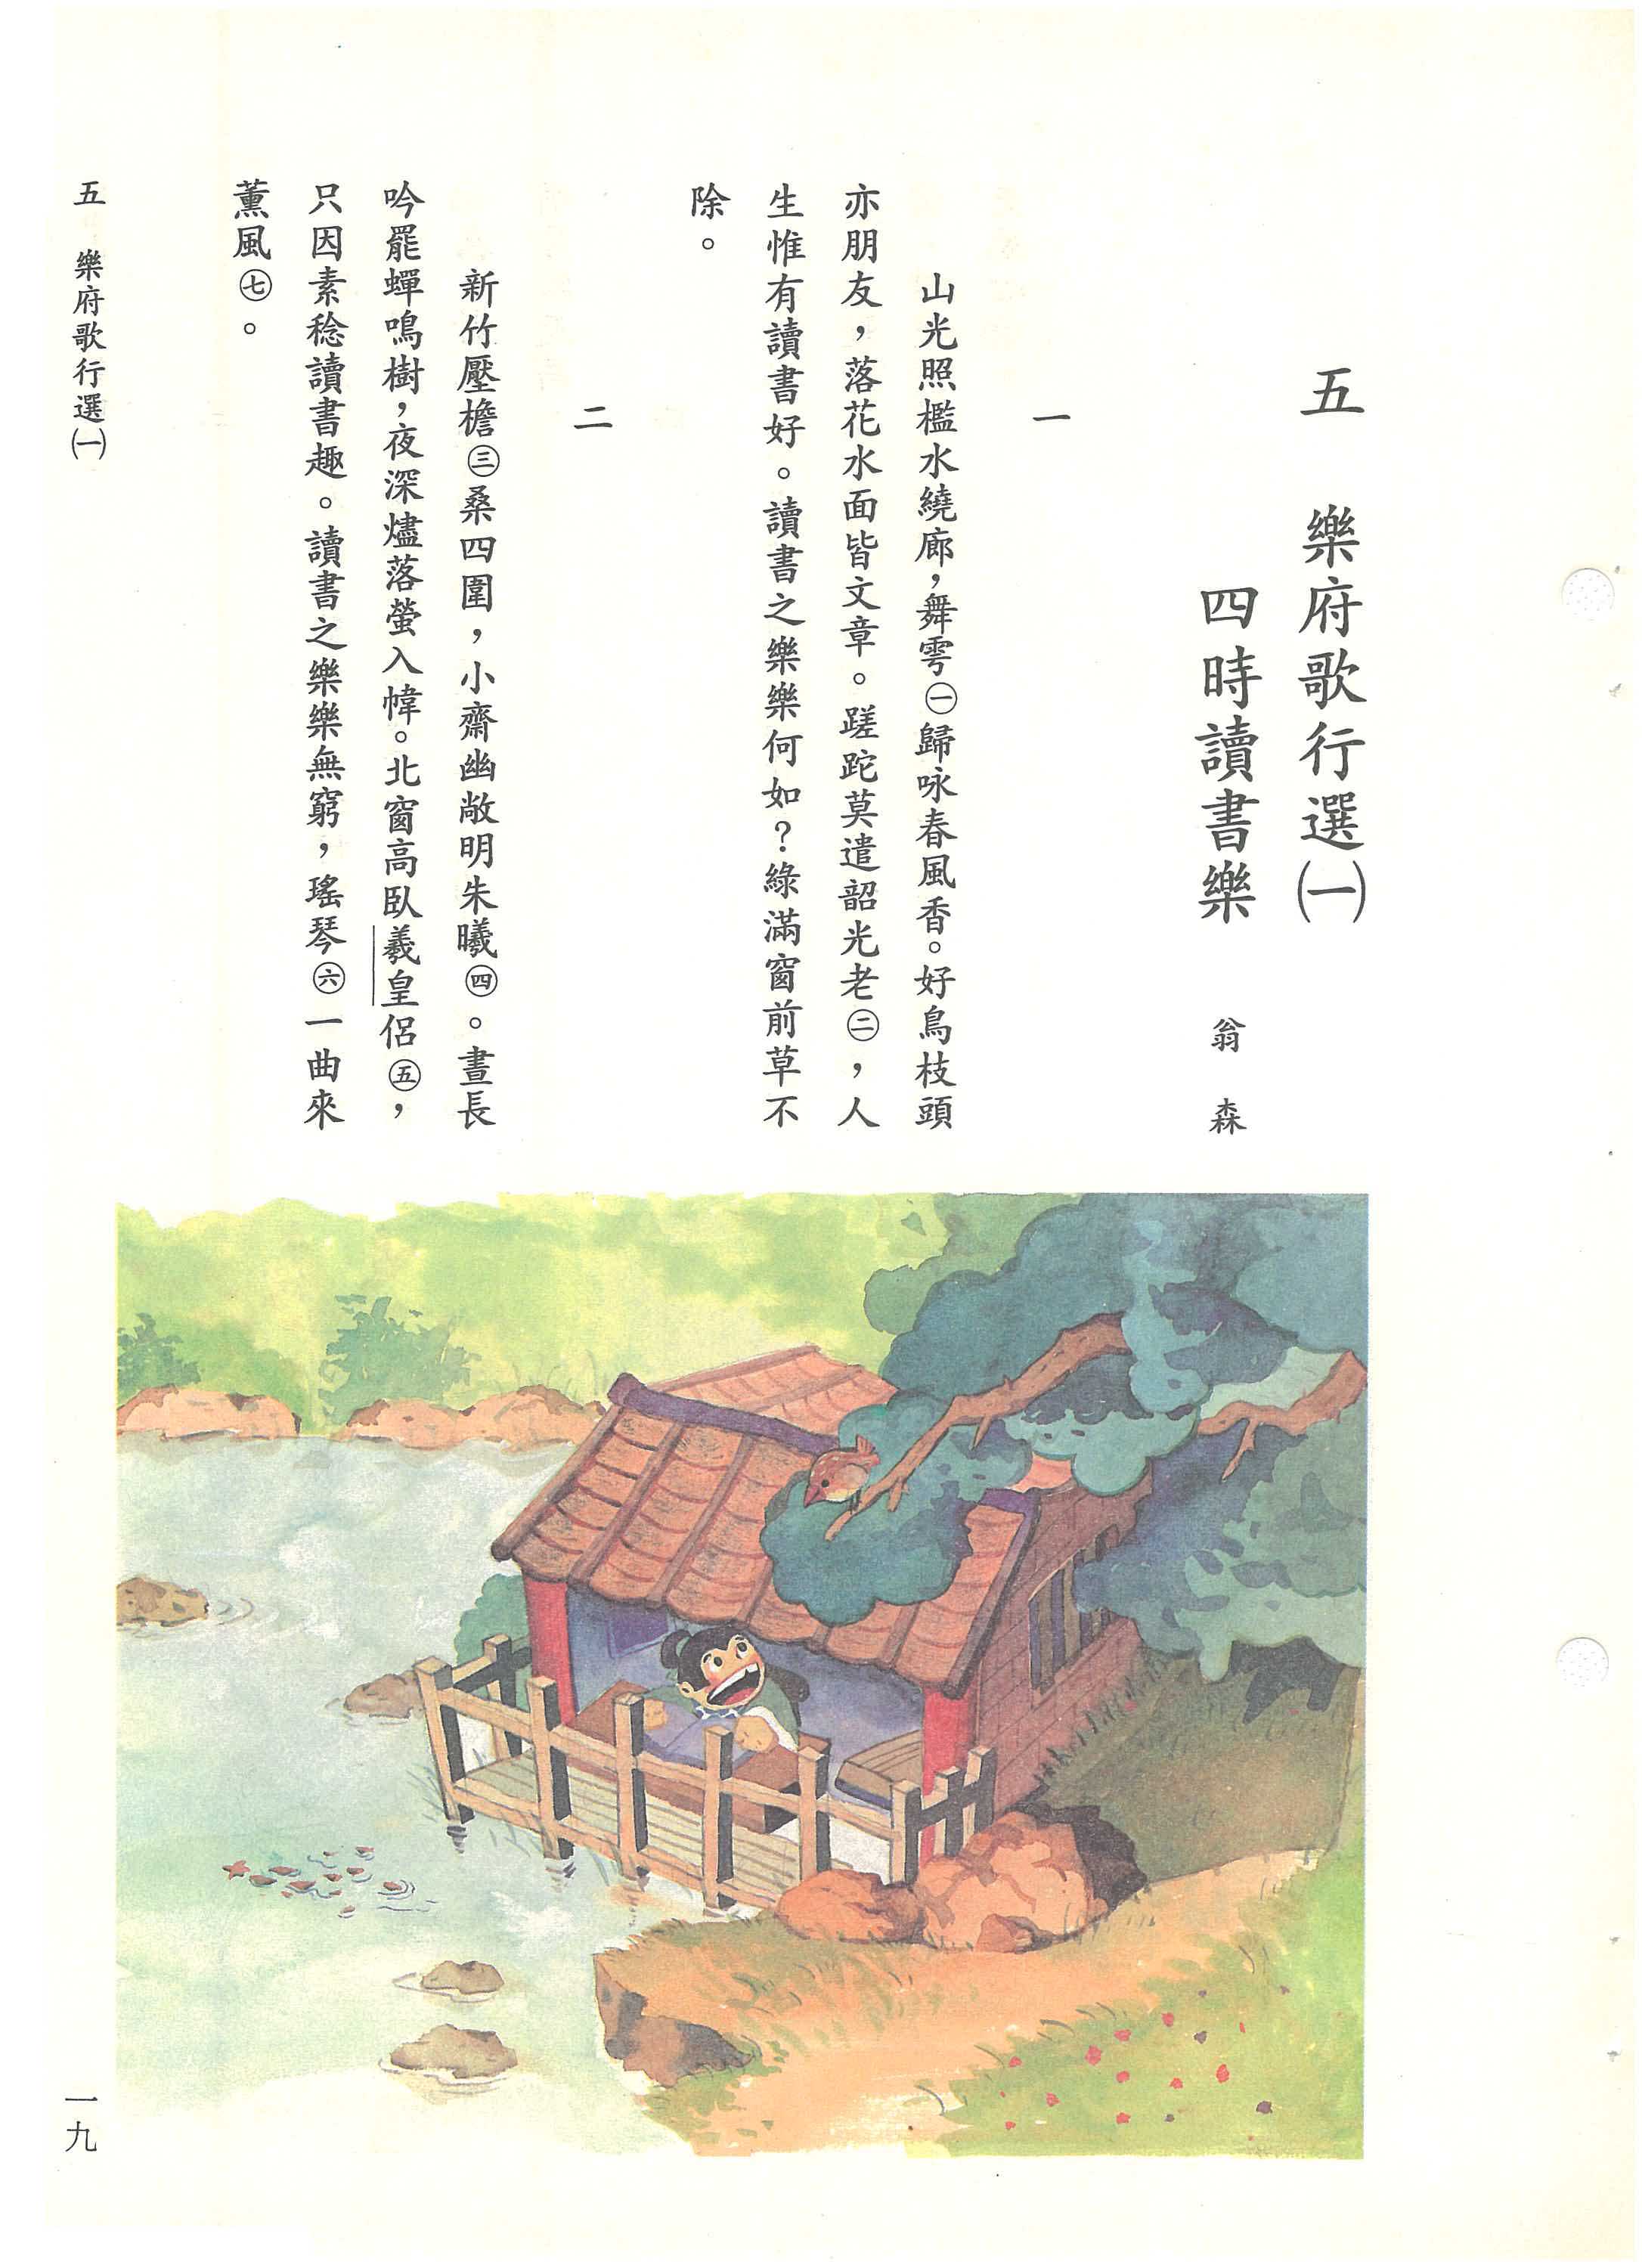 五　樂府歌行選㈠
四時讀書樂　翁　森
一
山光照檻水繞廊，舞雩㊀歸咏春風香。好鳥枝頭
亦朋友，落花水面皆文章。蹉跎莫遣韶光老㊁，人
生惟有讀書好。讀書之樂樂何如？綠滿窗前草不
除。
二
新竹壓檐㊂桑四圍，小齋幽敞明朱曦㊃。晝長
吟罷蟬鳴樹，夜深燼落螢入幃。北窗高臥羲皇侶㊄，
只因素稔讀書趣。讀書之樂樂無窮，瑤琴㊅一曲來
薰風㊆。
五　樂府歌行選㈠
一九